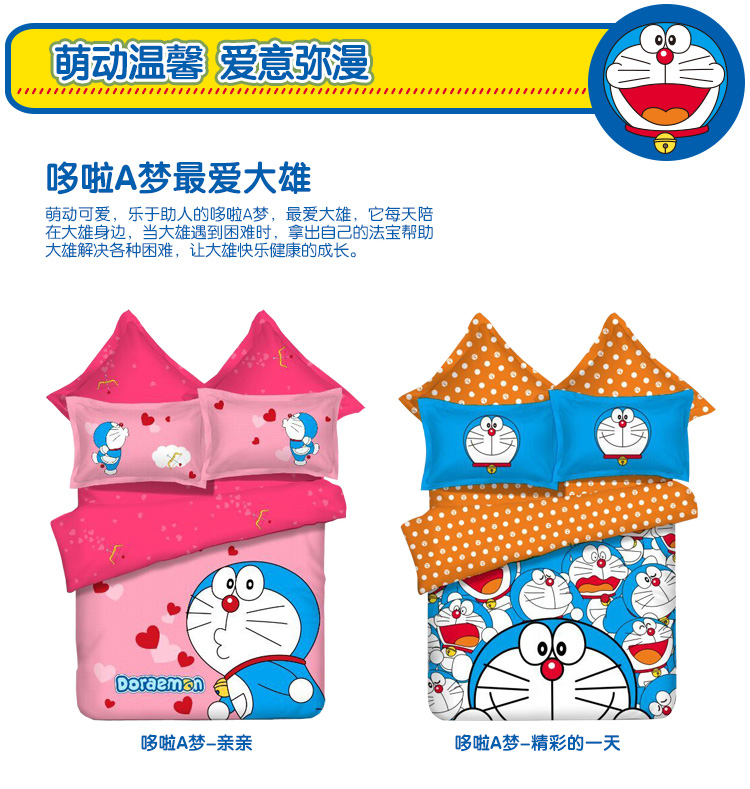 萌动温馨 爱意弥漫
哆啦A梦最爱大雄
萌动可爱，乐于助人的哆啦A梦，最爱大雄，它每天陪
在大雄身边，当大雄遇到困难时，拿出自己的法宝帮助
大雄解决各种困难，让大雄快乐健康的成长。
Doraemon
哆啦A梦-亲亲
哆啦A梦-精彩的一天